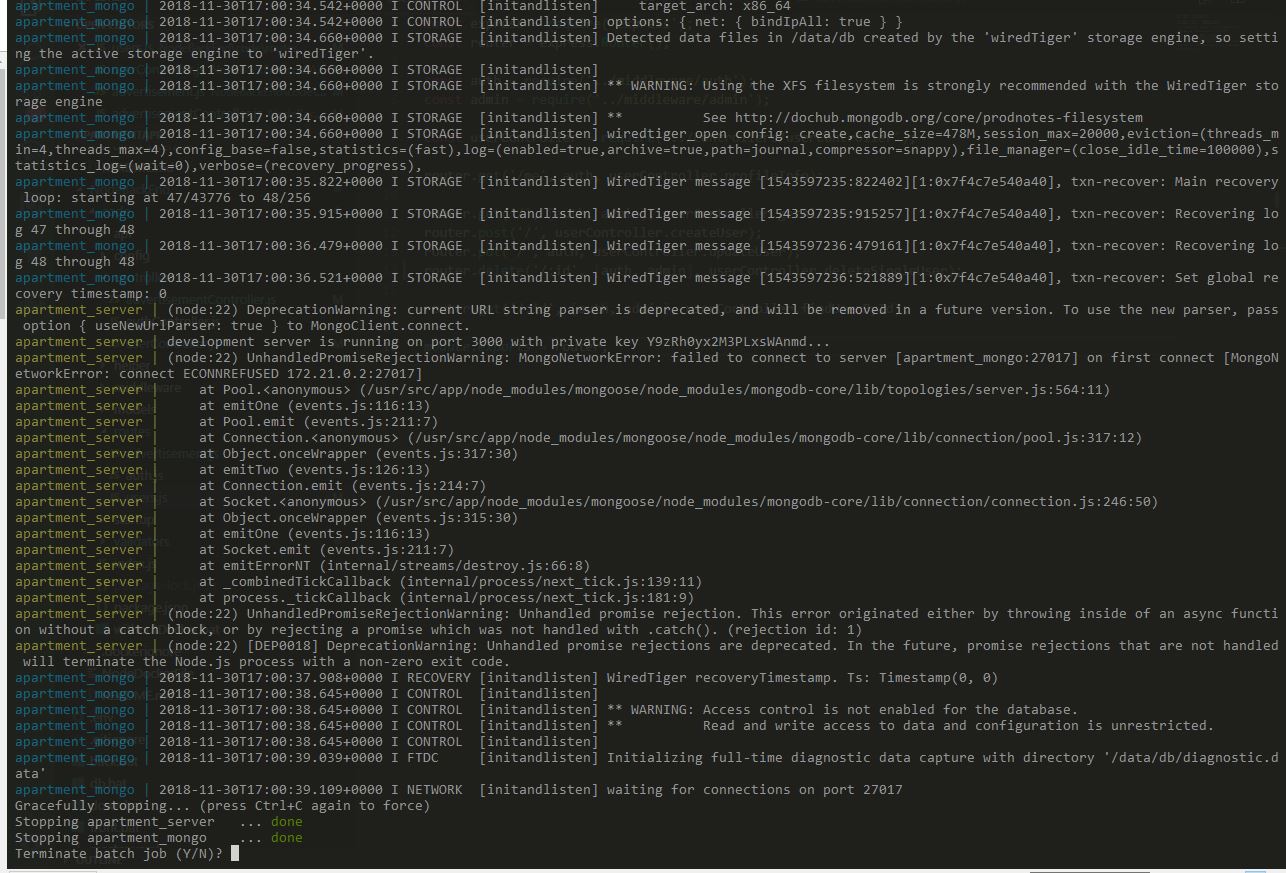 apartment_mongo | 2018-11-30T17:00:34.542+0000 I CONTROL  [initandlisten]     target_arch: x86_64
apartment_mongo | 2018-11-30T17:00:34.542+0000 I CONTROL  [initandlisten] options: { net: { bindIpAll: true } }
apartment_mongo | 2018-11-30T17:00:34.660+0000 I STORAGE  [initandlisten] Detected data files in /data/db created by the 'wiredTiger' storage engine, so setti
ng the active storage engine to 'wiredTiger'.
apartment_mongo | 2018-11-30T17:00:34.660+0000 I STORAGE  [initandlisten]
apartment_mongo | 2018-11-30T17:00:34.660+0000 I STORAGE  [initandlisten] ** WARNING: Using the XFS filesystem is strongly recommended with the WiredTiger sto
rage engine
apartment_mongo | 2018-11-30T17:00:34.660+0000 I STORAGE  [initandlisten] **          See http://dochub.mongodb.org/core/prodnotes-filesystem
apartment_mongo | 2018-11-30T17:00:34.660+0000 I STORAGE  [initandlisten] wiredtiger_open config: create,cache_size=478M,session_max=20000,eviction=(threads_m
in=4,threads_max=4),config_base=false,statistics=(fast),log=(enabled=true,archive=true,path=journal,compressor=snappy),file_manager=(close_idle_time=100000),s
tatistics_log=(wait=0),verbose=(recovery_progress),
apartment_mongo | 2018-11-30T17:00:35.822+0000 I STORAGE  [initandlisten] WiredTiger message [1543597235:822402][1:0x7f4c7e540a40], txn-recover: Main recovery
 loop: starting at 47/43776 to 48/256
apartment_mongo | 2018-11-30T17:00:35.915+0000 I STORAGE  [initandlisten] WiredTiger message [1543597235:915257][1:0x7f4c7e540a40], txn-recover: Recovering lo
g 47 through 48
apartment_mongo | 2018-11-30T17:00:36.479+0000 I STORAGE  [initandlisten] WiredTiger message [1543597236:479161][1:0x7f4c7e540a40], txn-recover: Recovering lo
g 48 through 48
apartment_mongo | 2018-11-30T17:00:36.521+0000 I STORAGE  [initandlisten] WiredTiger message [1543597236:521889][1:0x7f4c7e540a40], txn-recover: Set global re
covery timestamp: 0
apartment_server | (node:22) DeprecationWarning: current URL string parser is deprecated, and will be removed in a future version. To use the new parser, pass
 option { useNewUrlParser: true } to MongoClient.connect.
apartment_server | development server is running on port 3000 with private key Y9zRh0yx2M3PLxsWAnmd...
apartment_server | (node:22) UnhandledPromiseRejectionWarning: MongoNetworkError: failed to connect to server [apartment_mongo:27017] on first connect [MongoN
etworkError: connect ECONNREFUSED 172.21.0.2:27017]
apartment_server |     at Pool.<anonymous> (/usr/src/app/node_modules/mongoose/node_modules/mongodb-core/lib/topologies/server.js:564:11)
apartment_server |     at emitOne (events.js:116:13)
apartment_server |     at Pool.emit (events.js:211:7)
apartment_server |     at Connection.<anonymous> (/usr/src/app/node_modules/mongoose/node_modules/mongodb-core/lib/connection/pool.js:317:12)
apartment_server |     at Object.onceWrapper (events.js:317:30)
apartment_server |     at emitTwo (events.js:126:13)
apartment_server |     at Connection.emit (events.js:214:7)
apartment_server |     at Socket.<anonymous> (/usr/src/app/node_modules/mongoose/node_modules/mongodb-core/lib/connection/connection.js:246:50)
apartment_server |     at Object.onceWrapper (events.js:315:30)
apartment_server |     at emitOne (events.js:116:13)
apartment_server |     at Socket.emit (events.js:211:7)
apartment_server |     at emitErrorNT (internal/streams/destroy.js:66:8)
apartment_server |     at _combinedTickCallback (internal/process/next_tick.js:139:11)
apartment_server |     at process._tickCallback (internal/process/next_tick.js:181:9)
apartment_server | (node:22) UnhandledPromiseRejectionWarning: Unhandled promise rejection. This error originated either by throwing inside of an async functi
on without a catch block, or by rejecting a promise which was not handled with .catch(). (rejection id: 1)
apartment_server | (node:22) [DEP0018] DeprecationWarning: Unhandled promise rejections are deprecated. In the future, promise rejections that are not handled
 will terminate the Node.js process with a non-zero exit code.
apartment_mongo | 2018-11-30T17:00:37.908+0000 I RECOVERY [initandlisten] WiredTiger recoveryTimestamp. Ts: Timestamp(0, 0)
apartment_mongo | 2018-11-30T17:00:38.645+0000 I CONTROL  [initandlisten]
apartment_mongo | 2018-11-30T17:00:38.645+0000 I CONTROL  [initandlisten] ** WARNING: Access control is not enabled for the database.
apartment_mongo | 2018-11-30T17:00:38.645+0000 I CONTROL  [initandlisten] **          Read and write access to data and configuration is unrestricted.
apartment_mongo | 2018-11-30T17:00:38.645+0000 I CONTROL  [initandlisten]
apartment_mongo | 2018-11-30T17:00:39.039+0000 I FTDC     [initandlisten] Initializing full-time diagnostic data capture with directory '/data/db/diagnostic.d
ata'
apartment_mongo | 2018-11-30T17:00:39.109+0000 I NETWORK  [initandlisten] waiting for connections on port 27017
Gracefully stopping... (press Ctrl+C again to force)
Stopping apartment_server   ... done
Stopping apartment_mongo    ... done
Terminate batch job (Y/N)?